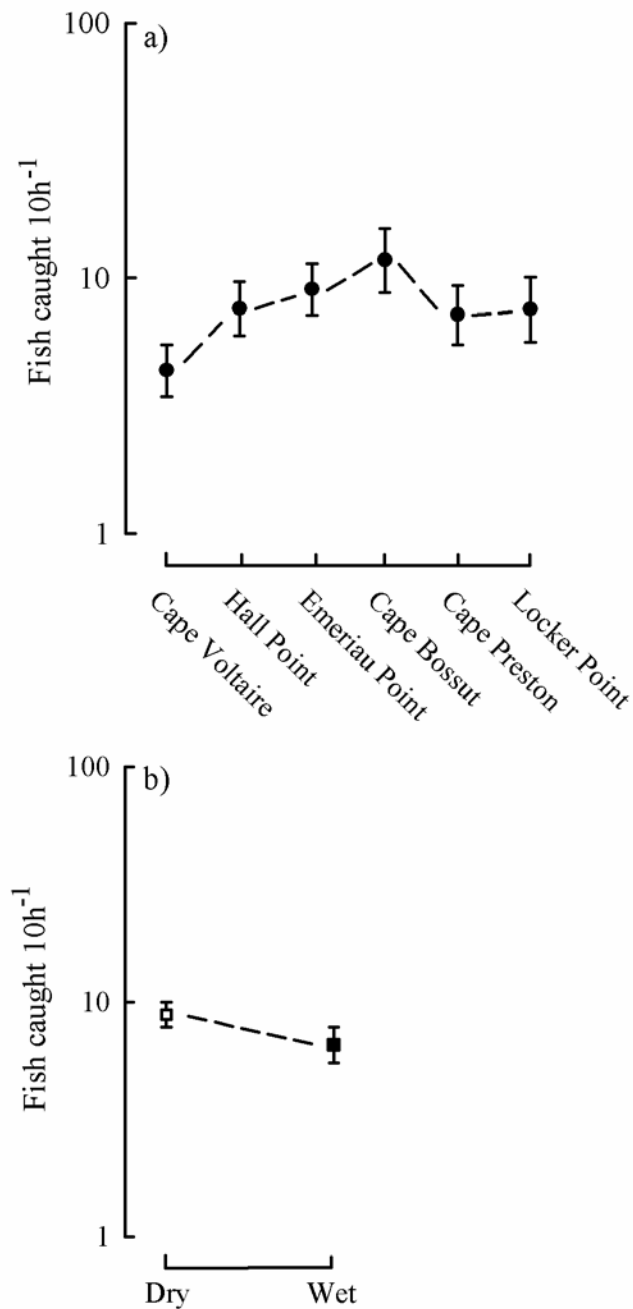 100
a)
Fish caught 10h⁻¹
10
1
Cape Voltaire
Hall Point
Emeriau Point
Cape Bossut
Cape Preston
Locker Point
100
b)
Fish caught 10h⁻¹
10
1
Dry
Wet